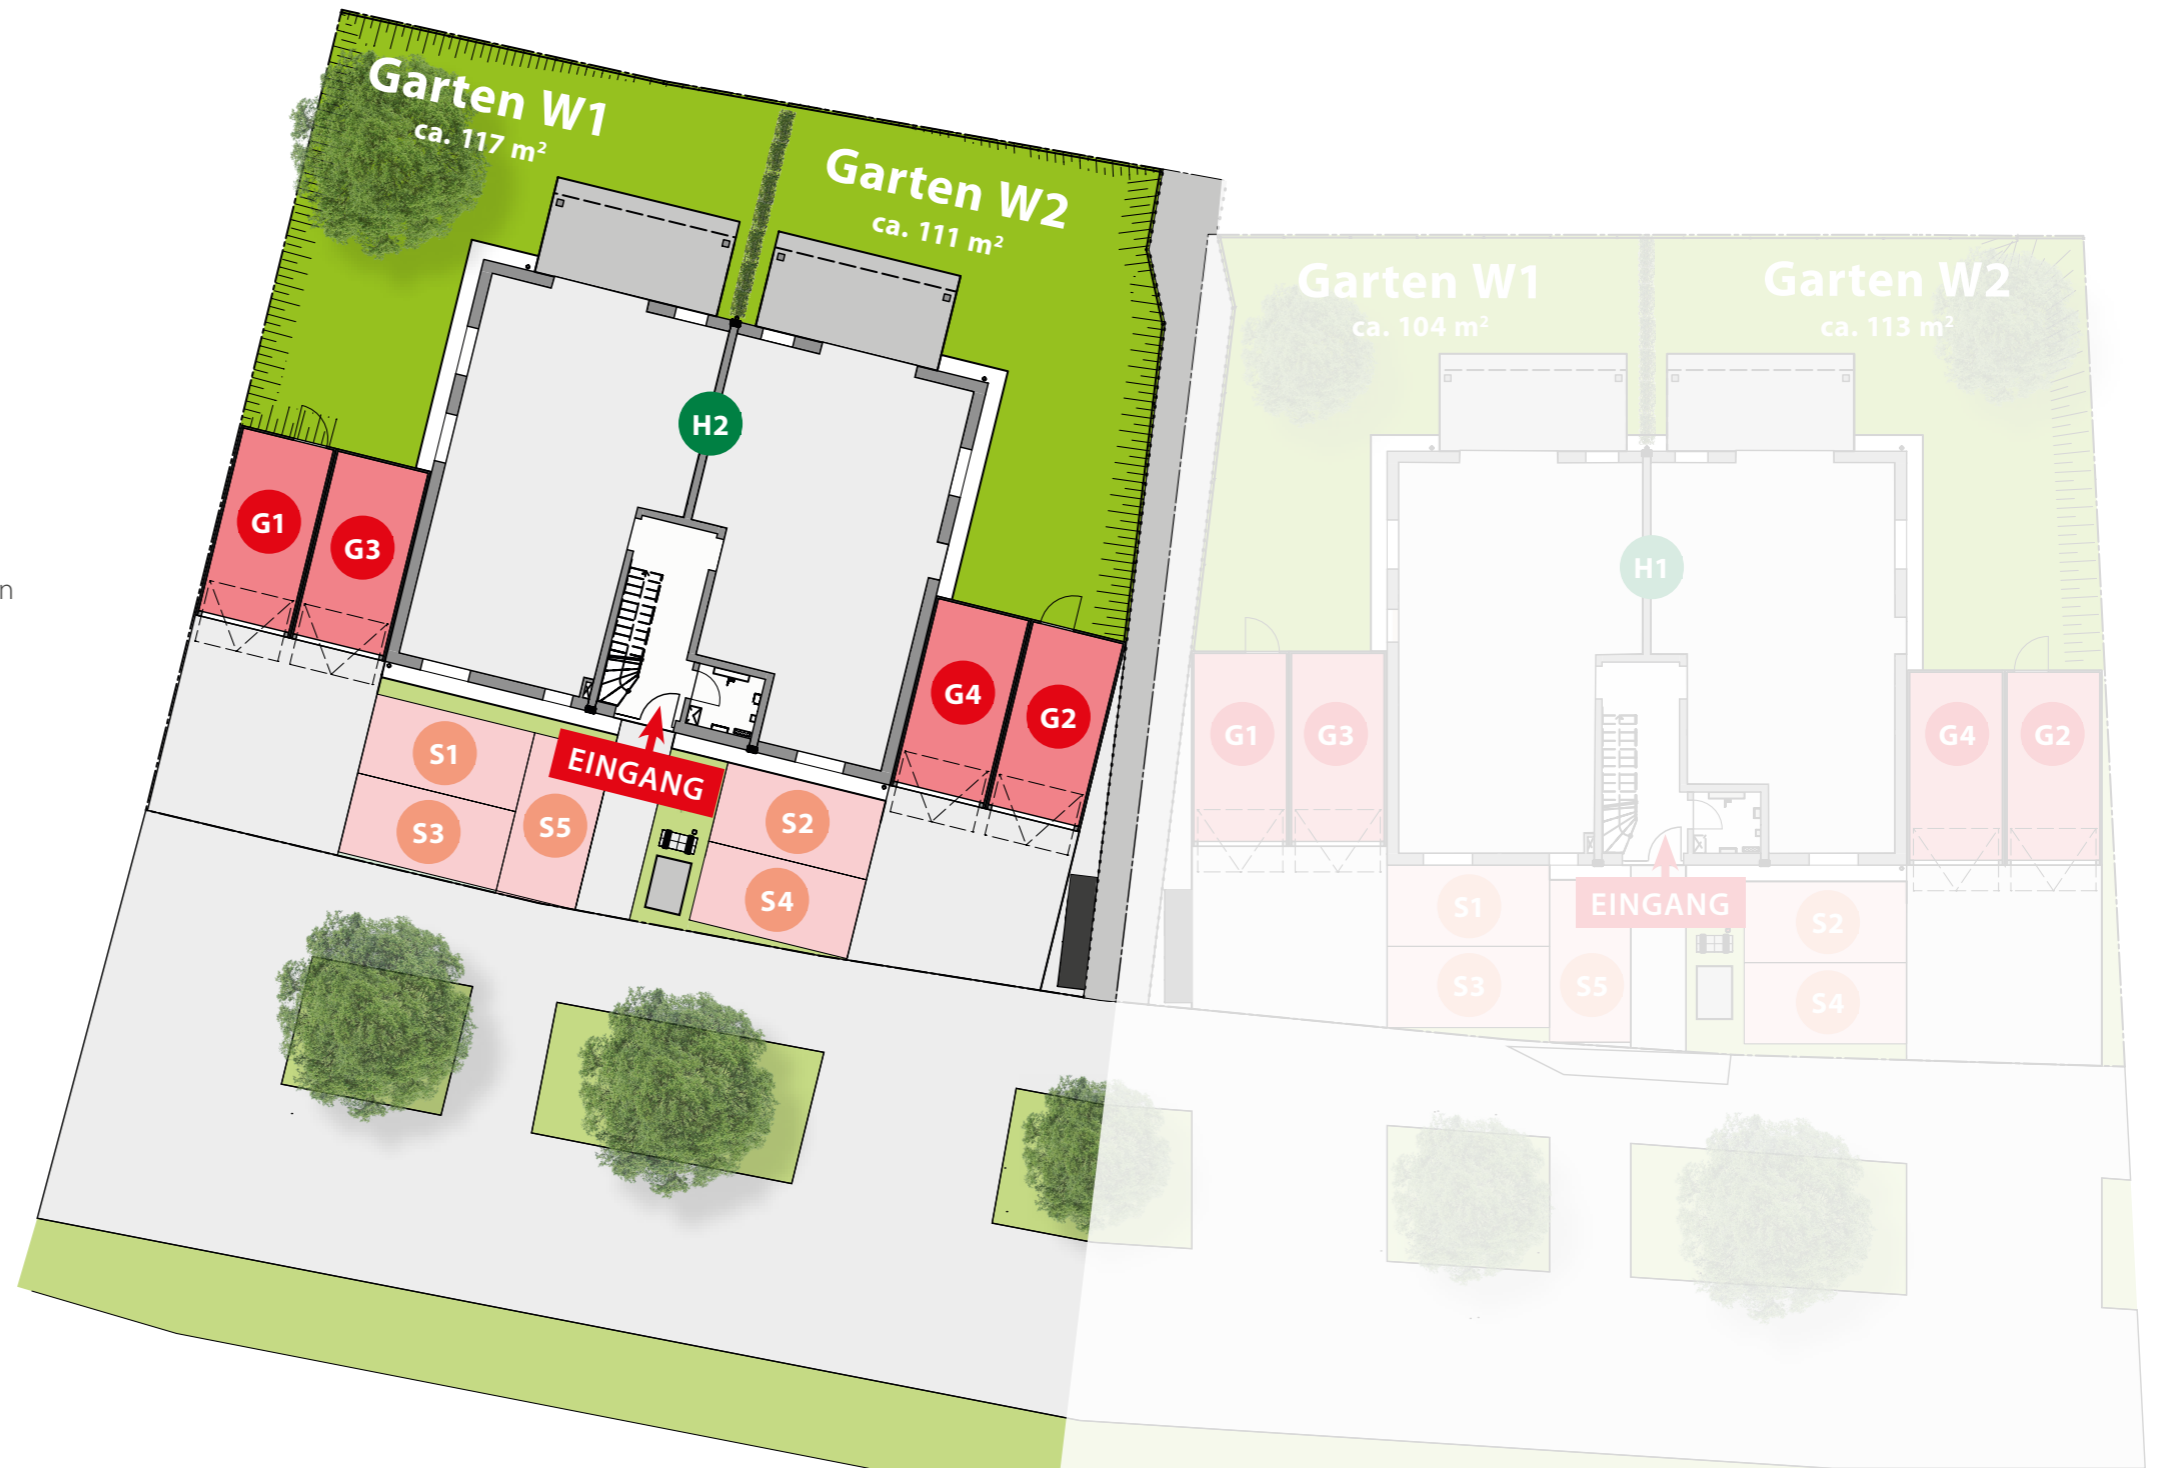 Garten W1
ca. 117 m²
Garten W2
ca. 111 m²
H2
G1
G3
G4
G2
S1
S3
S5
EINGANG
S2
S4
n
Garten W1
ca. 104 m²
Garten W2
ca. 113 m²
H1
G1
G3
G4
G2
S1
S3
S5
EINGANG
S2
S4